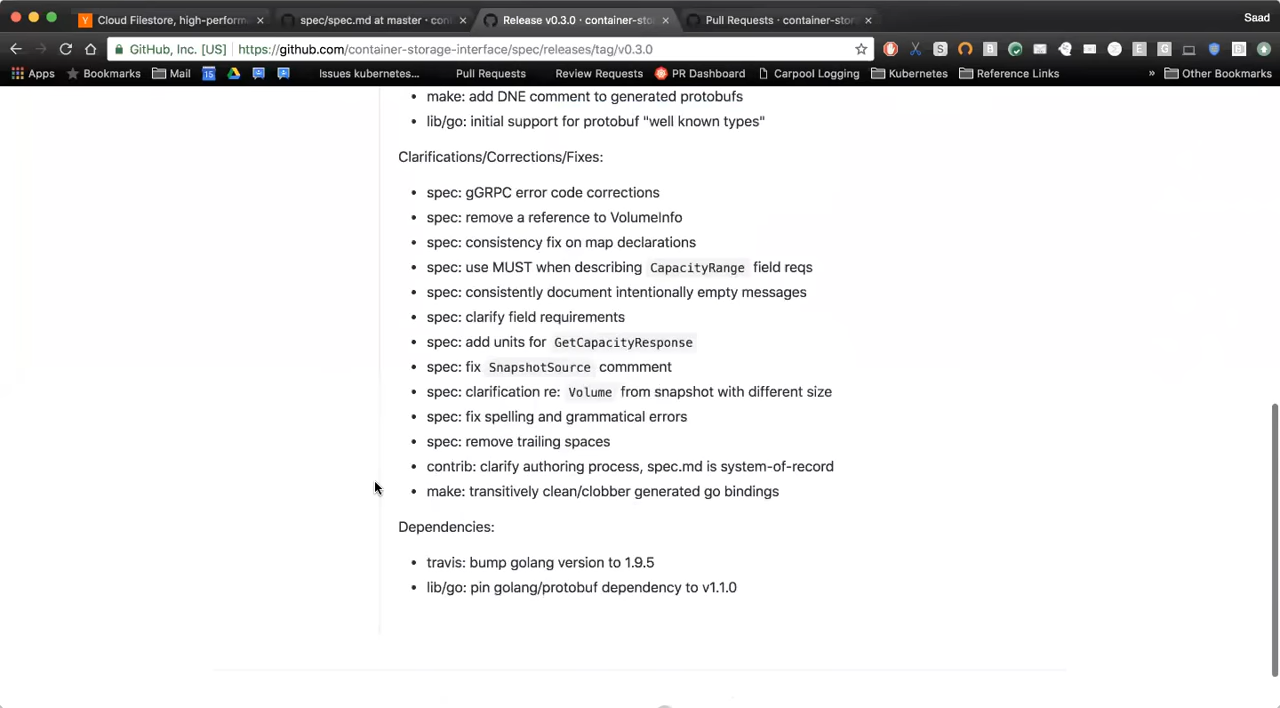 Cloud Filestore, high-perform
spec/spec.md at master · con
Release v0.3.0 · container-sto
Pull Requests · container-stor
Saad
GitHub, Inc. [US]
https://github.com/container-storage-interface/spec/releases/tag/v0.3.0
Apps
Bookmarks
Mail
Issues kubernetes...
Pull Requests
Review Requests
PR Dashboard
Carpool Logging
Kubernetes
Reference Links
»
Other Bookmarks
• make: add DNE comment to generated protobufs
• lib/go: initial support for protobuf "well known types"
Clarifications/Corrections/Fixes:
• spec: gGRPC error code corrections
• spec: remove a reference to VolumeInfo
• spec: consistency fix on map declarations
• spec: use MUST when describing CapacityRange field reqs
• spec: consistently document intentionally empty messages
• spec: clarify field requirements
• spec: add units for GetCapacityResponse
• spec: fix SnapshotSource commment
• spec: clarification re: Volume from snapshot with different size
• spec: fix spelling and grammatical errors
• spec: remove trailing spaces
• contrib: clarify authoring process, spec.md is system-of-record
• make: transitively clean/clobber generated go bindings
Dependencies:
• travis: bump golang version to 1.9.5
• lib/go: pin golang/protobuf dependency to v1.1.0